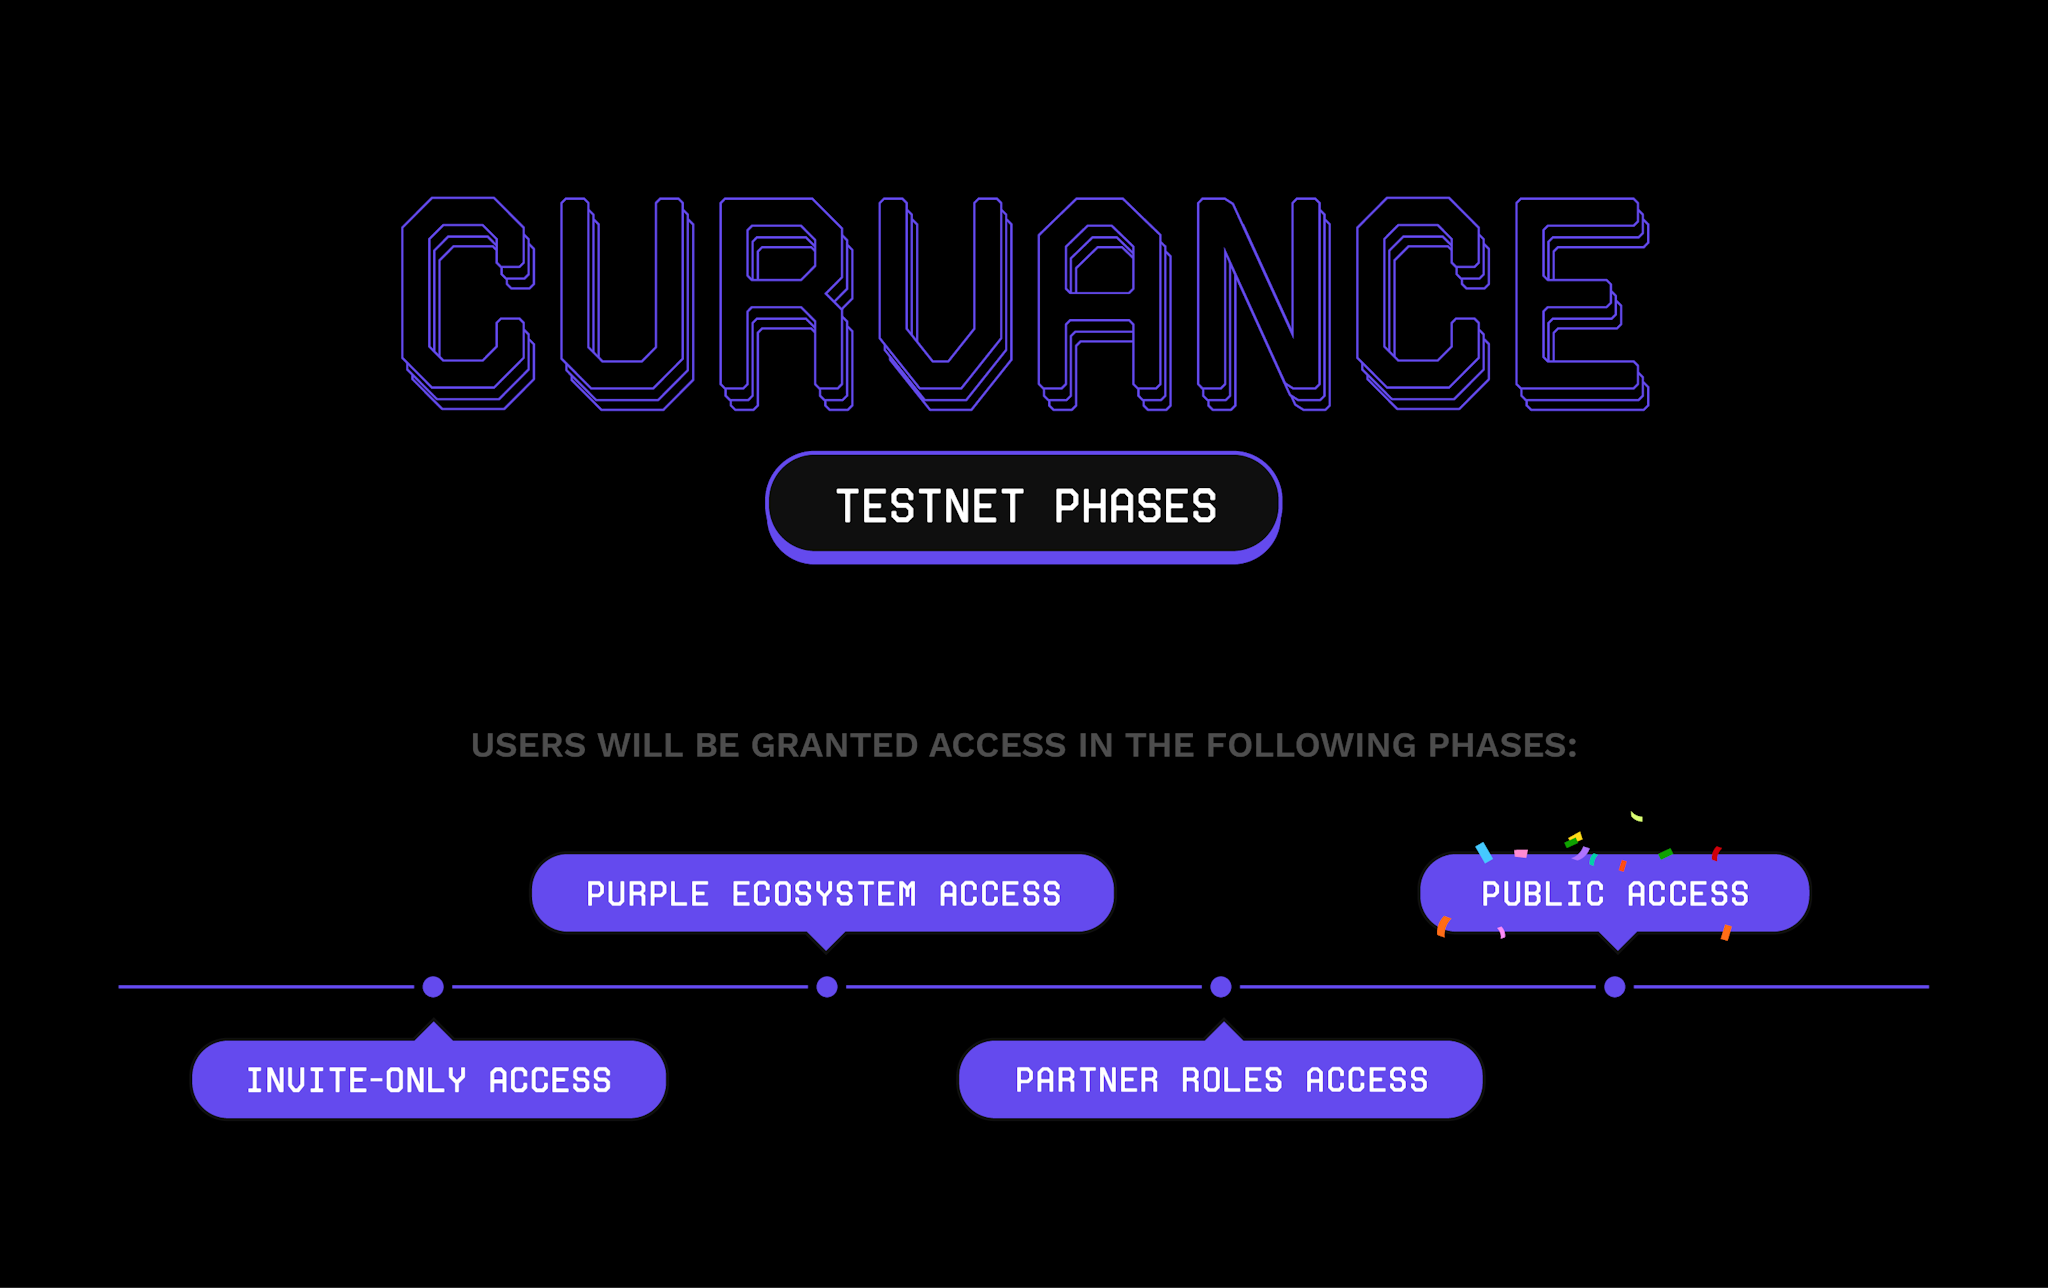 CURVANCE
TESTNET PHASES
USERS WILL BE GRANTED ACCESS IN THE FOLLOWING PHASES:
INVITE-ONLY ACCESS
PURPLE ECOSYSTEM ACCESS
PARTNER ROLES ACCESS
PUBLIC ACCESS